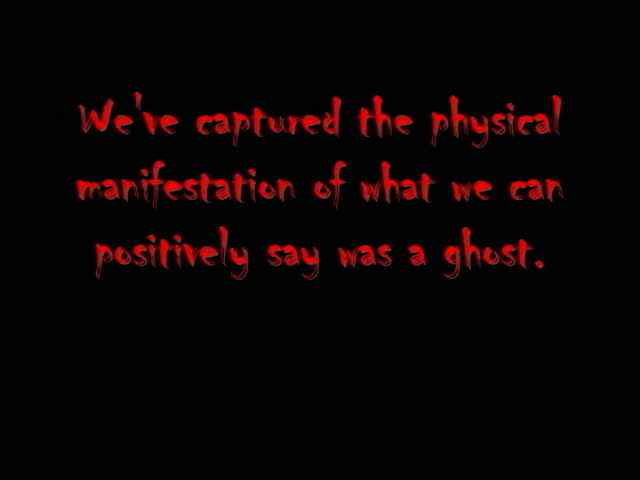 We've captured the physical
manifestation of what we can
positively say was a ghost.